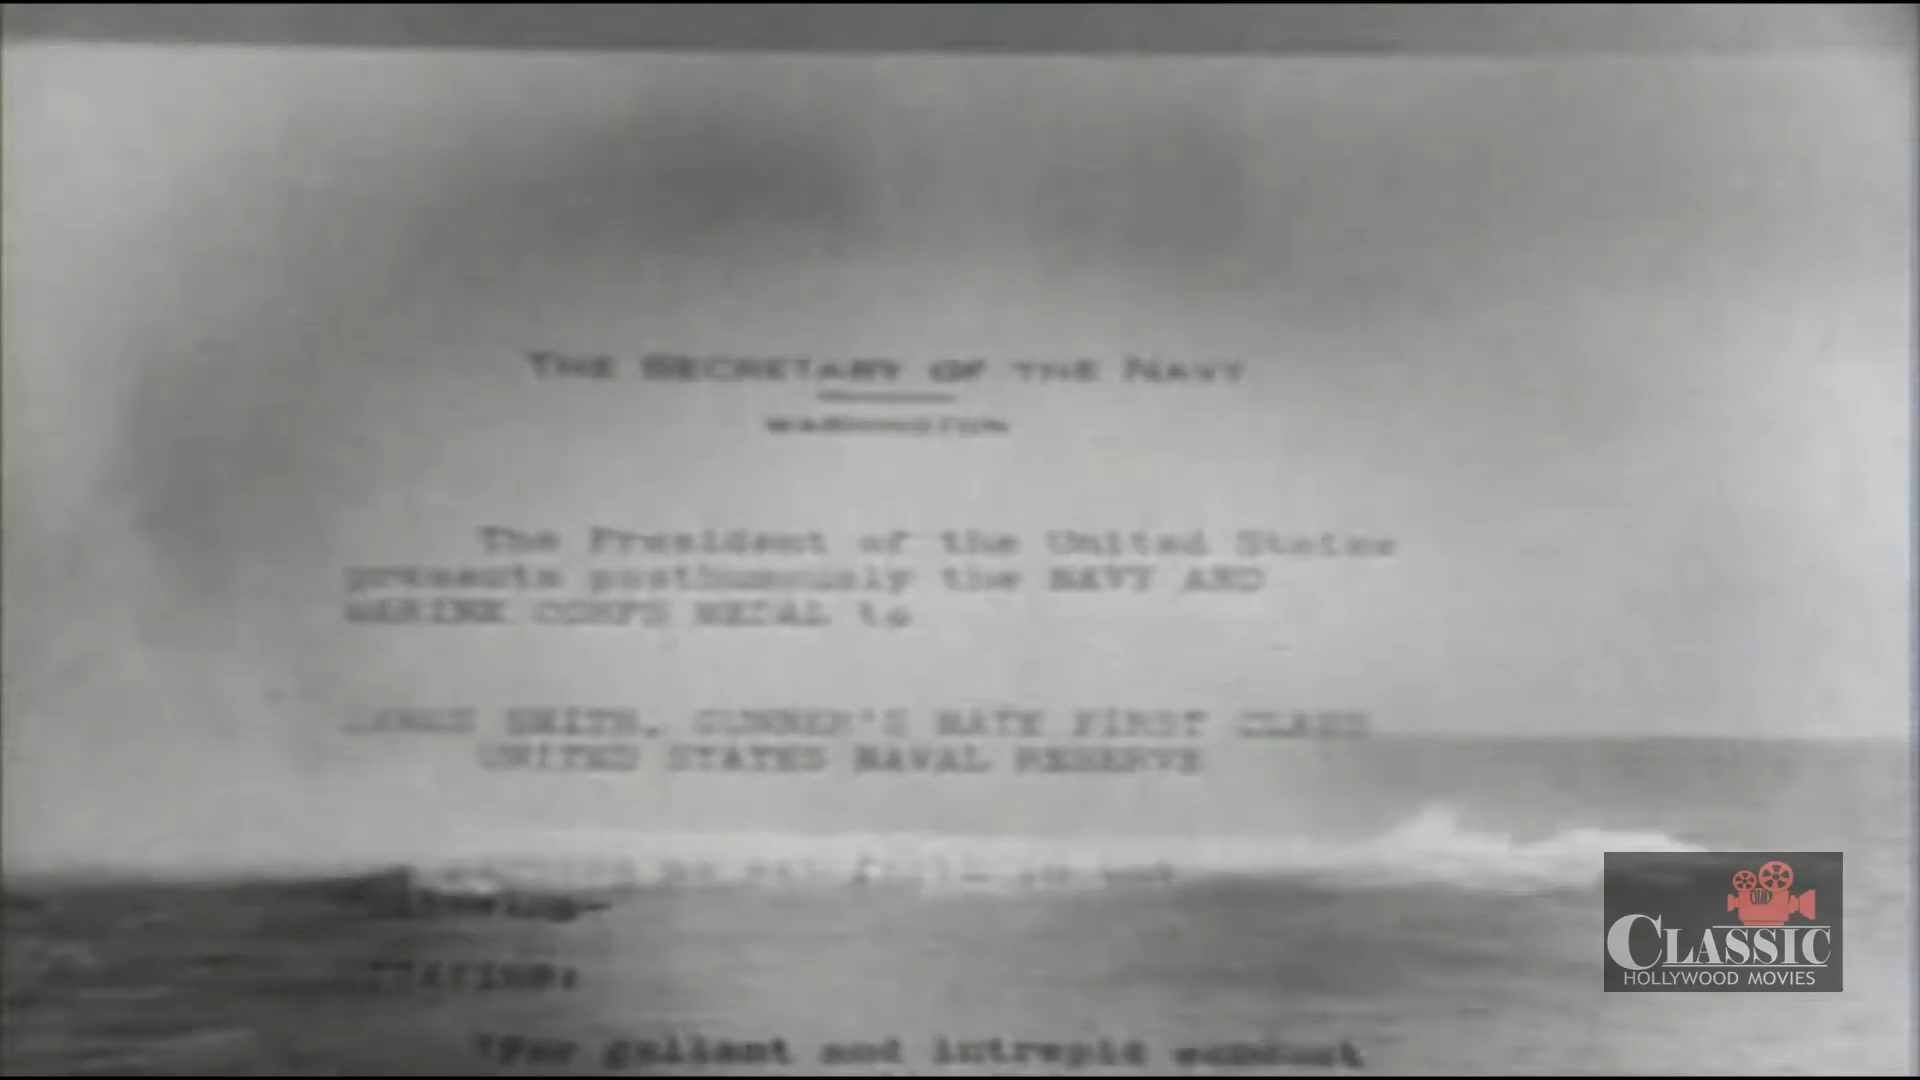 THE SECRETARY OF THE NAVY
WASHINGTON
The President of the United States
presents posthumously the NAVY AND
MARINE CORPS MEDAL to
SMITH, GUNNER'S MATE FIRST CLASS
UNITED STATES NAVAL RESERVE
"For gallant and intrepid conduct
CHM
CLASSIC
HOLLYWOOD MOVIES